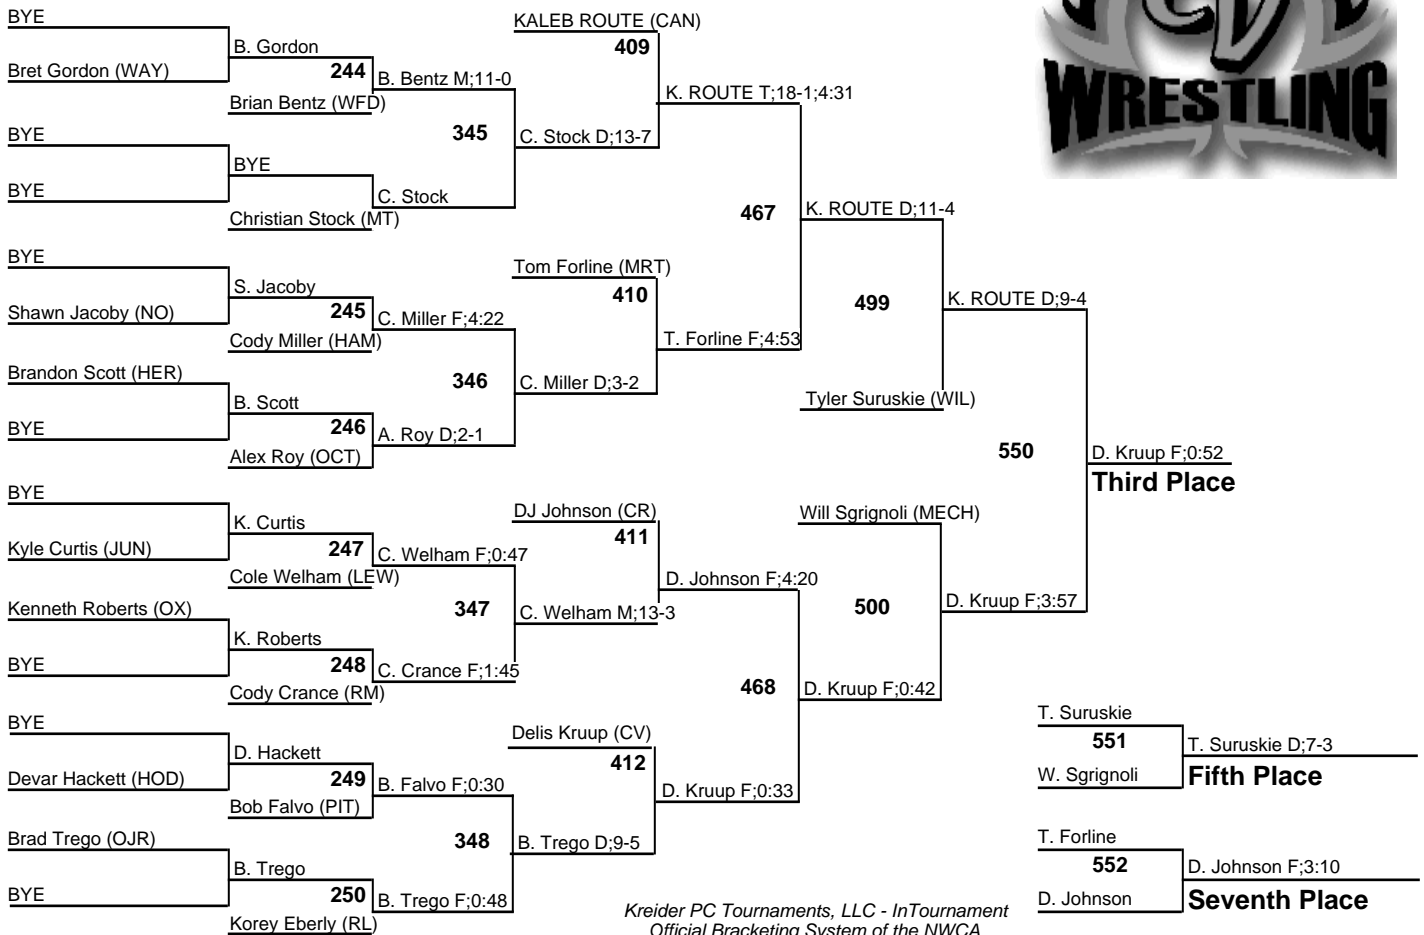 BYE
B. Gordon
Bret Gordon (WAY)
244
B. Bentz M;11-0
Brian Bentz (WFD)
345
BYE
BYE
BYE
C. Stock
Christian Stock (MT)
KALEB ROUTE (CAN)
409
C. Stock D;13-7
K. ROUTE T;18-1;4:31
467
K. ROUTE D;11-4
BYE
S. Jacoby
Shawn Jacoby (NO)
245
C. Miller F;4:22
Cody Miller (HAM)
346
Brandon Scott (HER)
B. Scott
BYE
246
A. Roy D;2-1
Alex Roy (OCT)
Tom Forline (MRT)
410
T. Forline F;4:53
C. Miller D;3-2
499
K. ROUTE D;9-4
Tyler Suruskie (WIL)
550
D. Kruup F;0:52
Third Place
BYE
K. Curtis
Kyle Curtis (JUN)
247
C. Welham F;0:47
Cole Welham (LEW)
347
Kenneth Roberts (OX)
K. Roberts
BYE
248
C. Crance F;1:45
Cody Crance (RM)
DJ Johnson (CR)
411
D. Johnson F;4:20
C. Welham M;13-3
Will Sgrignoli (MECH)
500
D. Kruup F;3:57
468
D. Kruup F;0:42
BYE
D. Hackett
Devar Hackett (HOD)
249
B. Falvo F;0:30
Bob Falvo (PIT)
348
Brad Trego (OJR)
B. Trego
BYE
250
B. Trego F;0:48
Korey Eberly (RL)
Delis Kruup (CV)
412
D. Kruup F;0:33
B. Trego D;9-5
T. Suruskie
551
T. Suruskie D;7-3
W. Sgrignoli
Fifth Place
T. Forline
552
D. Johnson F;3:10
D. Johnson
Seventh Place
Kreider PC Tournaments, LLC - InTournament
Official Bracketing System of the NWCA
CV
WRESTLING